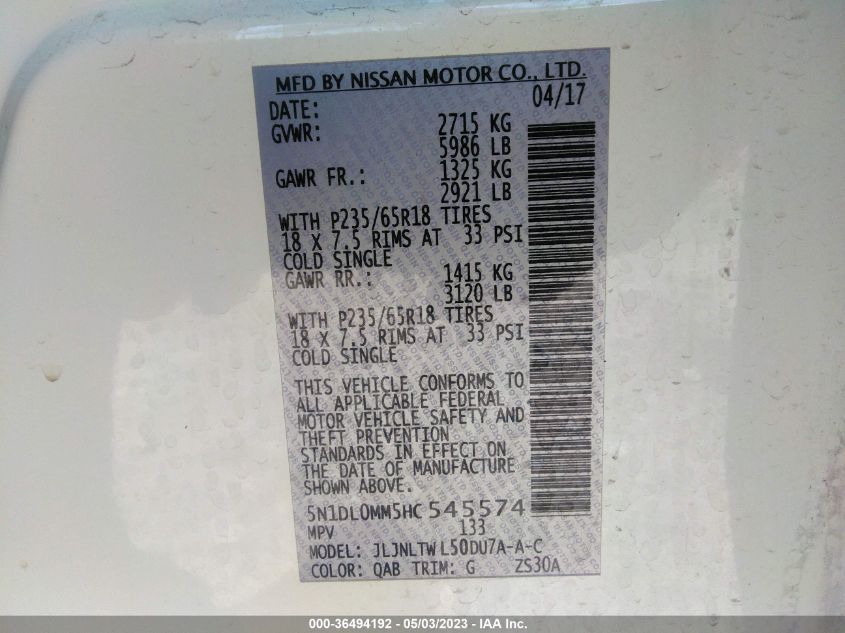 MFD BY NISSAN MOTOR CO., LTD.
DATE: 04/17
GVWR: 2715 KG
5986 LB
GAWR FR.: 1325 KG
2921 LB
WITH P235/65R18 TIRES
18 X 7.5 RIMS AT 33 PSI
COLD SINGLE
GAWR RR.: 1415 KG
3120 LB
WITH P235/65R18 TIRES
18 X 7.5 RIMS AT 33 PSI
COLD SINGLE
THIS VEHICLE CONFORMS TO
ALL APPLICABLE FEDERAL
MOTOR VEHICLE SAFETY AND
THEFT PREVENTION
STANDARDS IN EFFECT ON
THE DATE OF MANUFACTURE
SHOWN ABOVE.
5N1DL0MM5HC 545574
MPV 133
MODEL: JLJNLTW L50DU7A-A-C
COLOR: QAB TRIM: G ZS30A
000-36494192 - 05/03/2023 - IAA Inc.